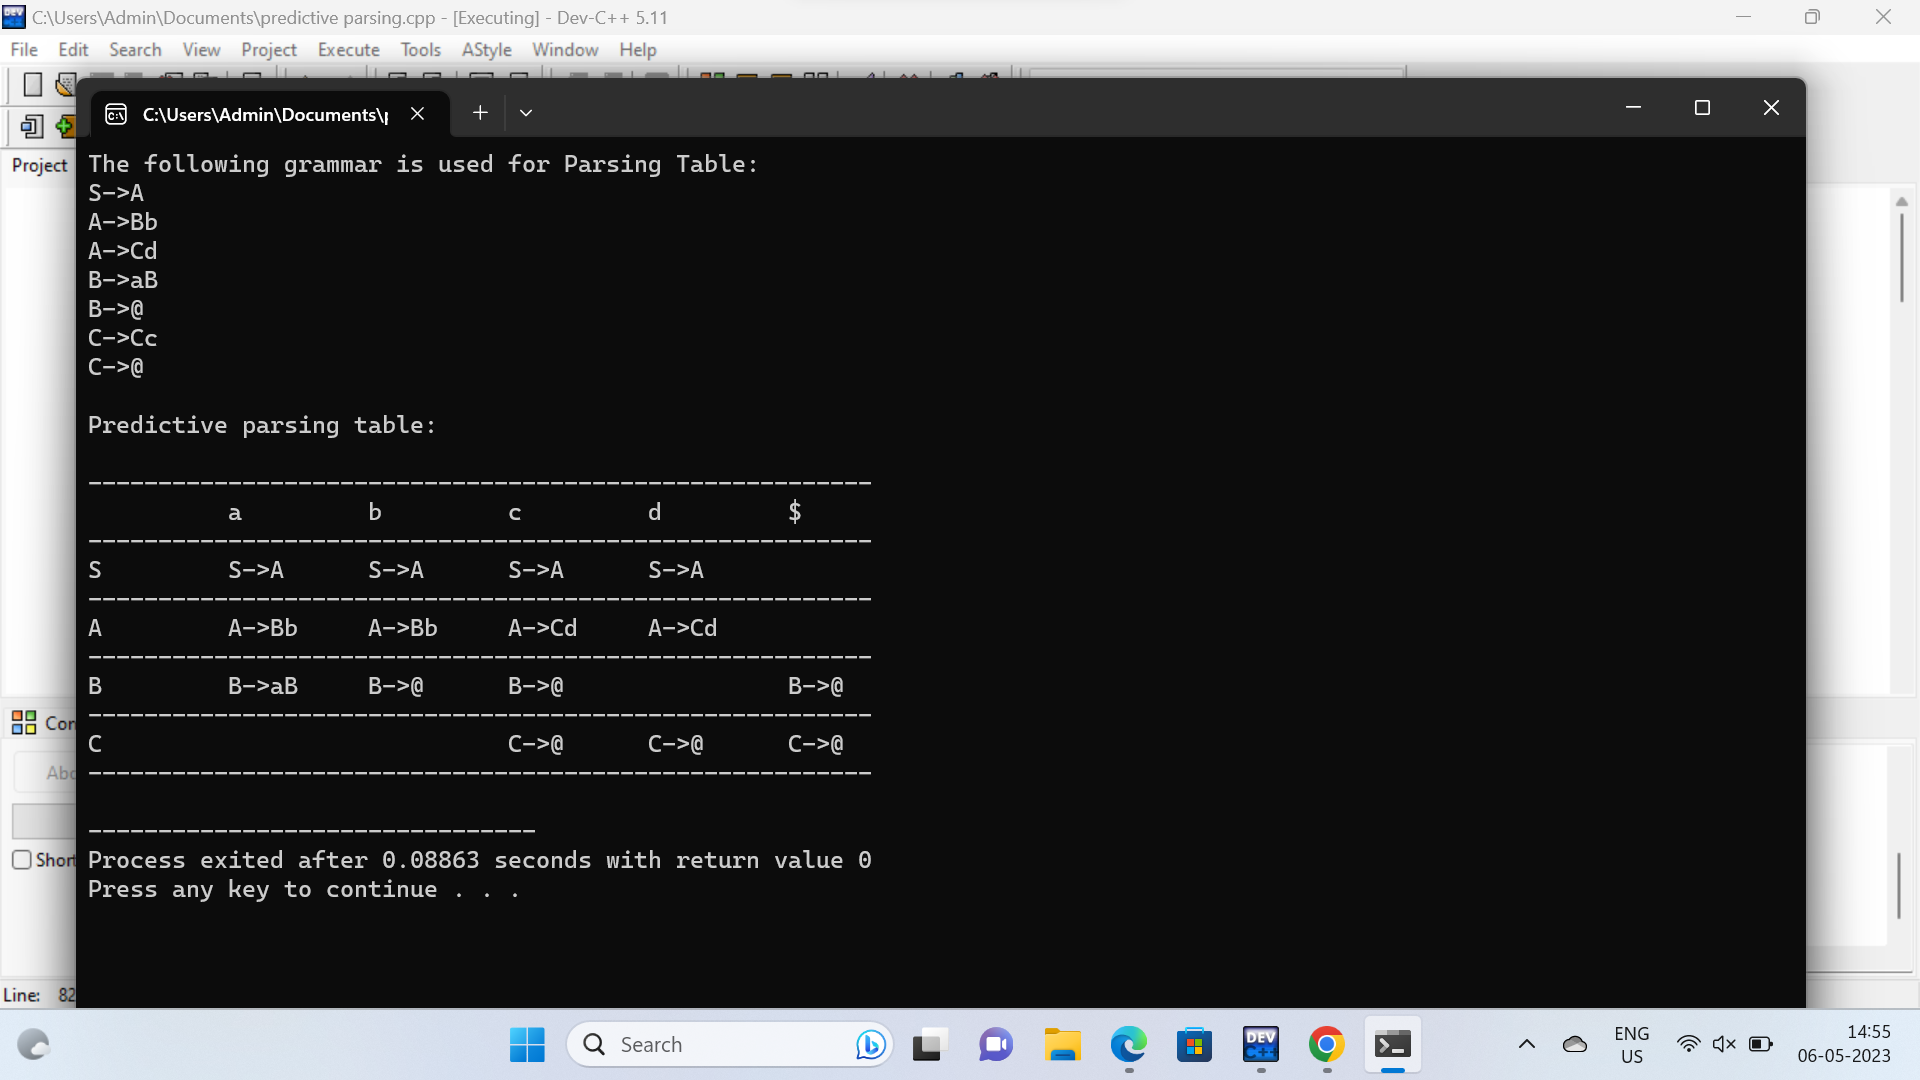 C:\Users\Admin\Documents\predictive parsing.cpp - [Executing] - Dev-C++ 5.11
File Edit Search View Project Execute Tools AStyle Window Help
C:\Users\Admin\Documents\p
Project
The following grammar is used for Parsing Table:
S->A
A->Bb
A->Cd
B->aB
B->@
C->Cc
C->@
Predictive parsing table:
--------------------------------------------------------
a b c d $
--------------------------------------------------------
S S->A S->A S->A S->A
--------------------------------------------------------
A A->Bb A->Bb A->Cd A->Cd
--------------------------------------------------------
B B->aB B->@ B->@ B->@
--------------------------------------------------------
C C->@ C->@ C->@
--------------------------------------------------------
--------------------------------
Process exited after 0.08863 seconds with return value 0
Press any key to continue . . .
Short
Line: 82
Search
DEV C++
ENG
US
14:55
06-05-2023